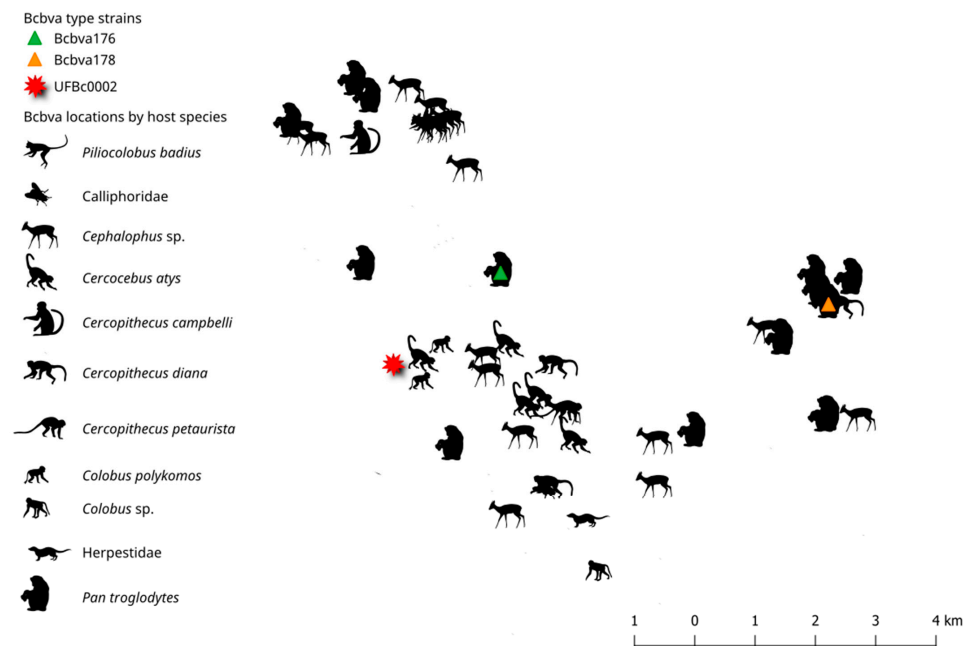 Bcbva type strains
Bcbva176
Bcbva178
UFBc0002
Bcbva locations by host species
Piliocolobus badius
Calliphoridae
Cephalophus sp.
Cercocebus atys
Cercopithecus campbelli
Cercopithecus diana
Cercopithecus petaurista
Colobus polykomos
Colobus sp.
Herpestidae
Pan troglodytes
1 0 1 2 3 4 km